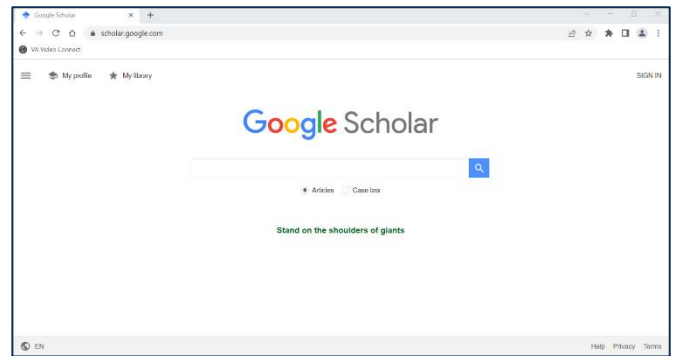 Google Scholar
scholar.google.com
VA Video Connect
My profile My library SIGN IN
Google Scholar
Articles Case law
Stand on the shoulders of giants
EN Help Privacy Terms